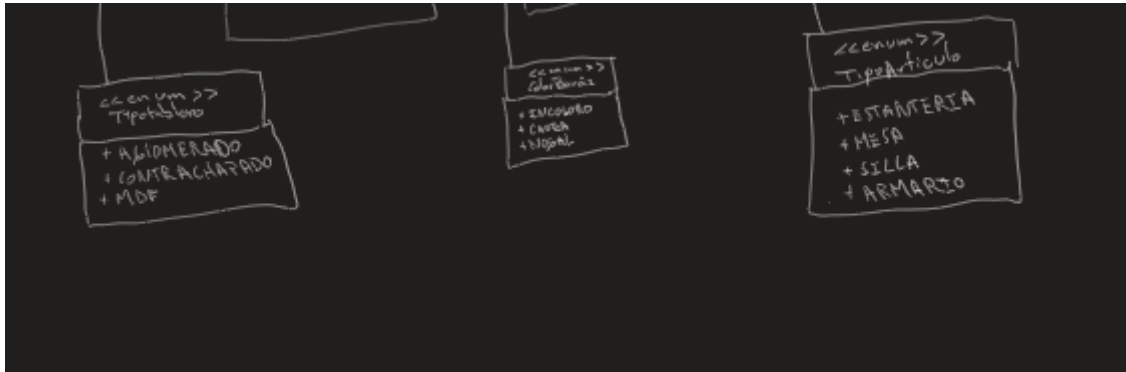 <<enum>>
TipoTablero
+ AGLOMERADO
+ CONTRACHAPADO
+ MDF
<<enum>>
ColorBarniz
+ INCOLORO
+ CAOBA
+ NOGAL
<<enum>>
TipoArticulo
+ ESTANTERIA
+ MESA
+ SILLA
+ ARMARIO